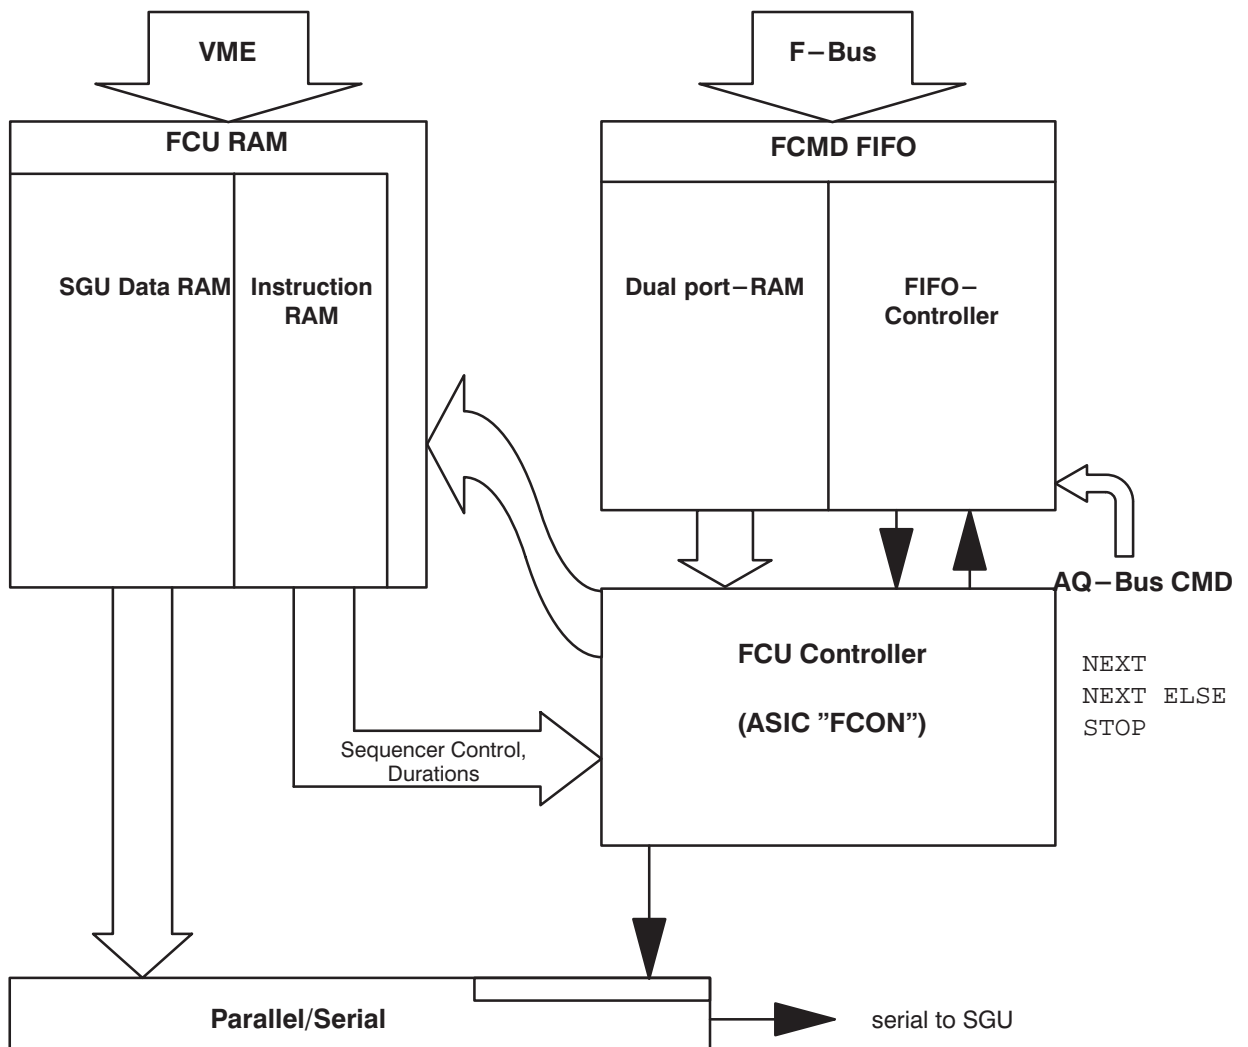 VME
F–Bus
FCU RAM
FCMD FIFO
SGU Data RAM
Instruction
RAM
Dual port–RAM
FIFO–
Controller
AQ–Bus CMD
FCU Controller
(ASIC ”FCON”)
NEXT
NEXT ELSE
STOP
Sequencer Control,
Durations
Parallel/Serial
serial to SGU